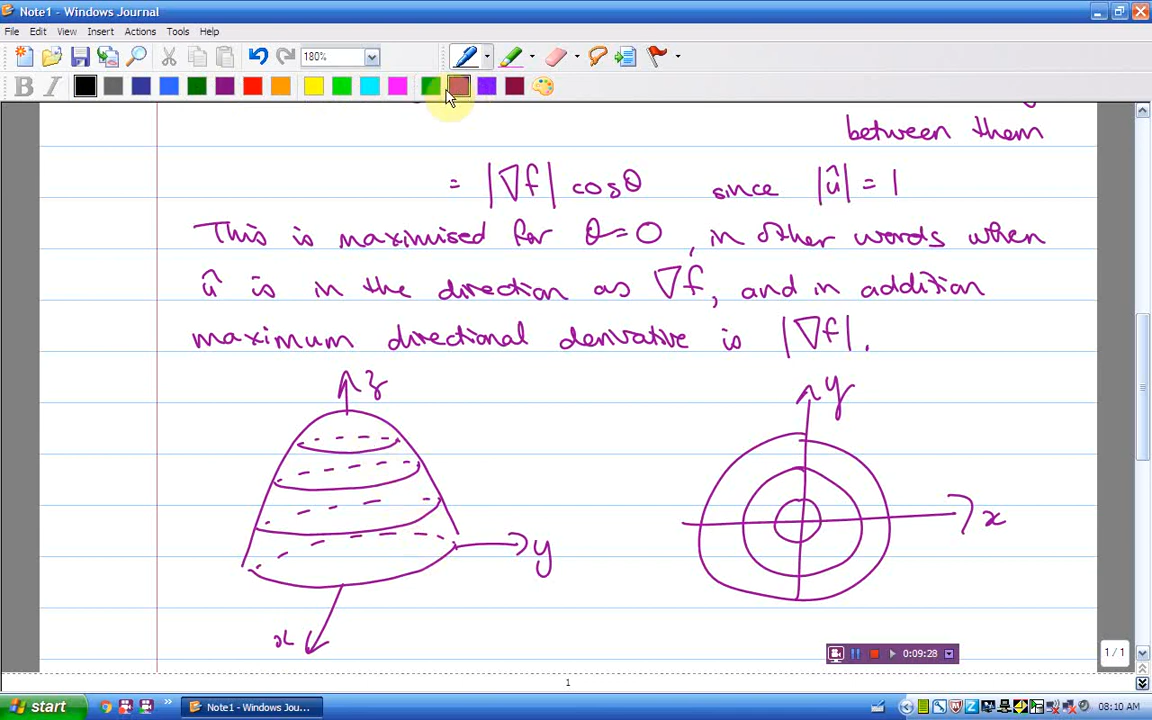 Note1 - Windows Journal
File Edit View Insert Actions Tools Help
180%
between them
= |∇f| cosθ since |û| = 1
This is maximised for θ=0, in other words when
û is in the direction as ∇f, and in addition
maximum directional derivative is |∇f|.
z
y
y
x
x
0:09:28
1 / 1
1
start
Note1 - Windows Jou...
08:10 AM